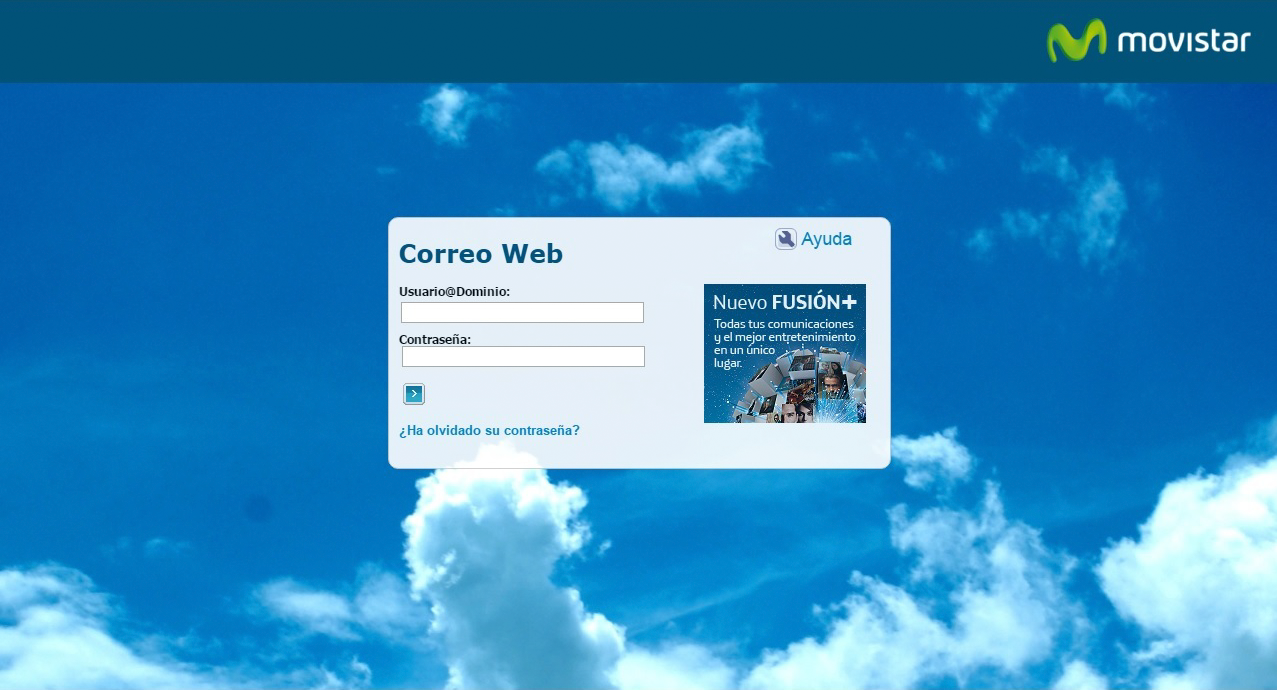 movistar
Ayuda
Correo Web
Usuario@Dominio:
Contraseña:
¿Ha olvidado su contraseña?
Nuevo FUSIÓN+
Todas tus comunicaciones
y el mejor entretenimiento
en un único
lugar.